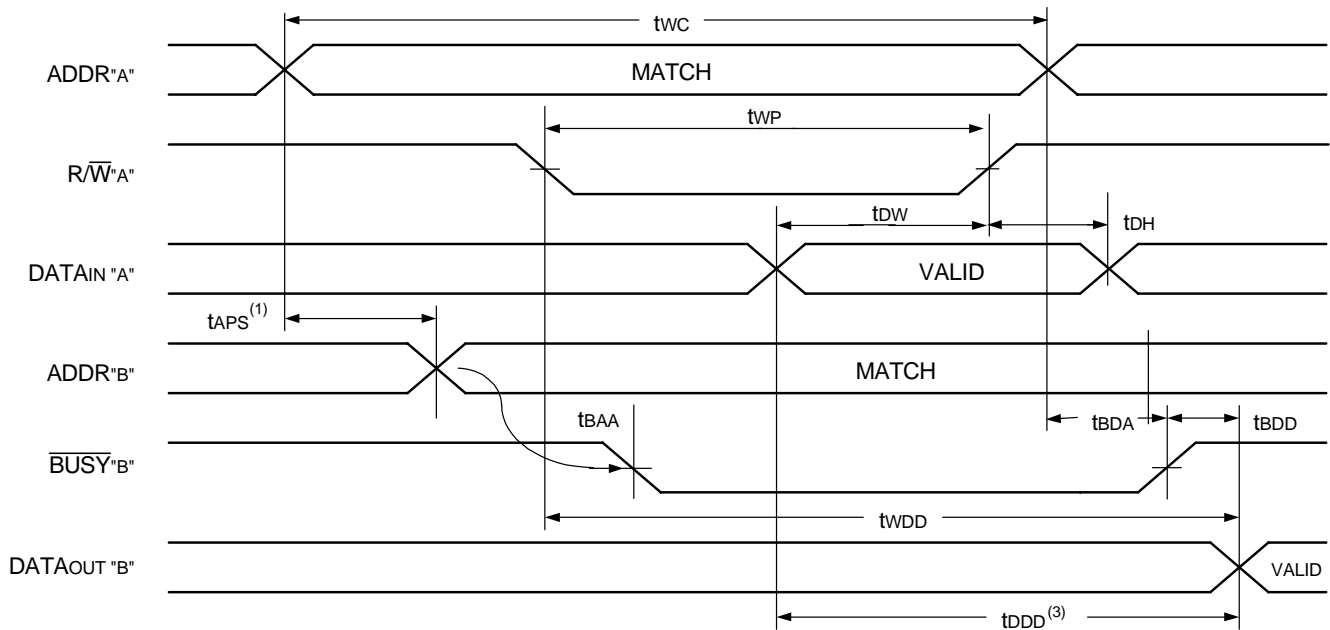 tWC
ADDR"A"
MATCH
tWP
R/W̅"A"
tDW
tDH
DATAIN "A"
VALID
tAPS(1)
ADDR"B"
MATCH
tBAA
tBDA
tBDD
B̅U̅S̅Y̅"B"
tWDD
DATAOUT "B"
VALID
tDDD(3)